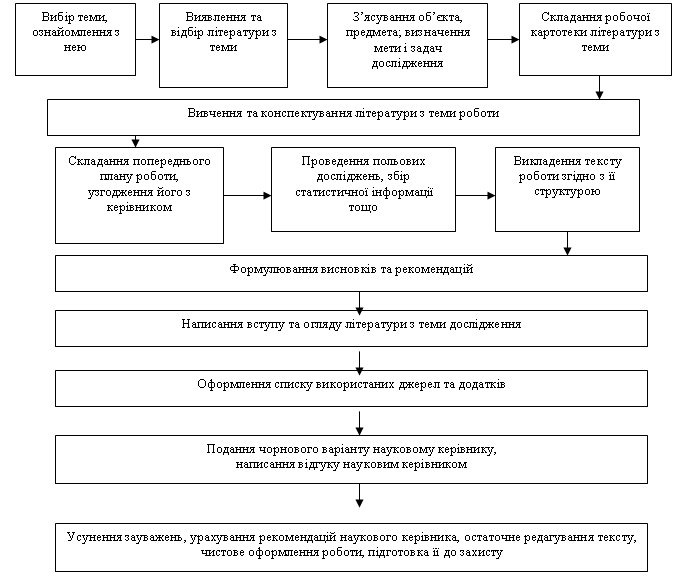 Вибір теми,
ознайомлення з
нею
Виявлення та
відбір літератури з
теми
З’ясування об’єкта,
предмета; визначення
мети і задач
дослідження
Складання робочої
картотеки літератури з
теми
Вивчення та конспектування літератури з теми роботи
Складання попереднього
плану роботи,
узгодження його з
керівником
Проведення польових
досліджень, збір
статистичної інформації
тощо
Викладення тексту
роботи згідно з її
структурою
Формулювання висновків та рекомендацій
Написання вступу та огляду літератури з теми дослідження
Оформлення списку використаних джерел та додатків
Подання чорнового варіанту науковому керівнику,
написання відгуку науковим керівником
Усунення зауважень, урахування рекомендацій наукового керівника, остаточне редагування тексту,
чистове оформлення роботи, підготовка її до захисту